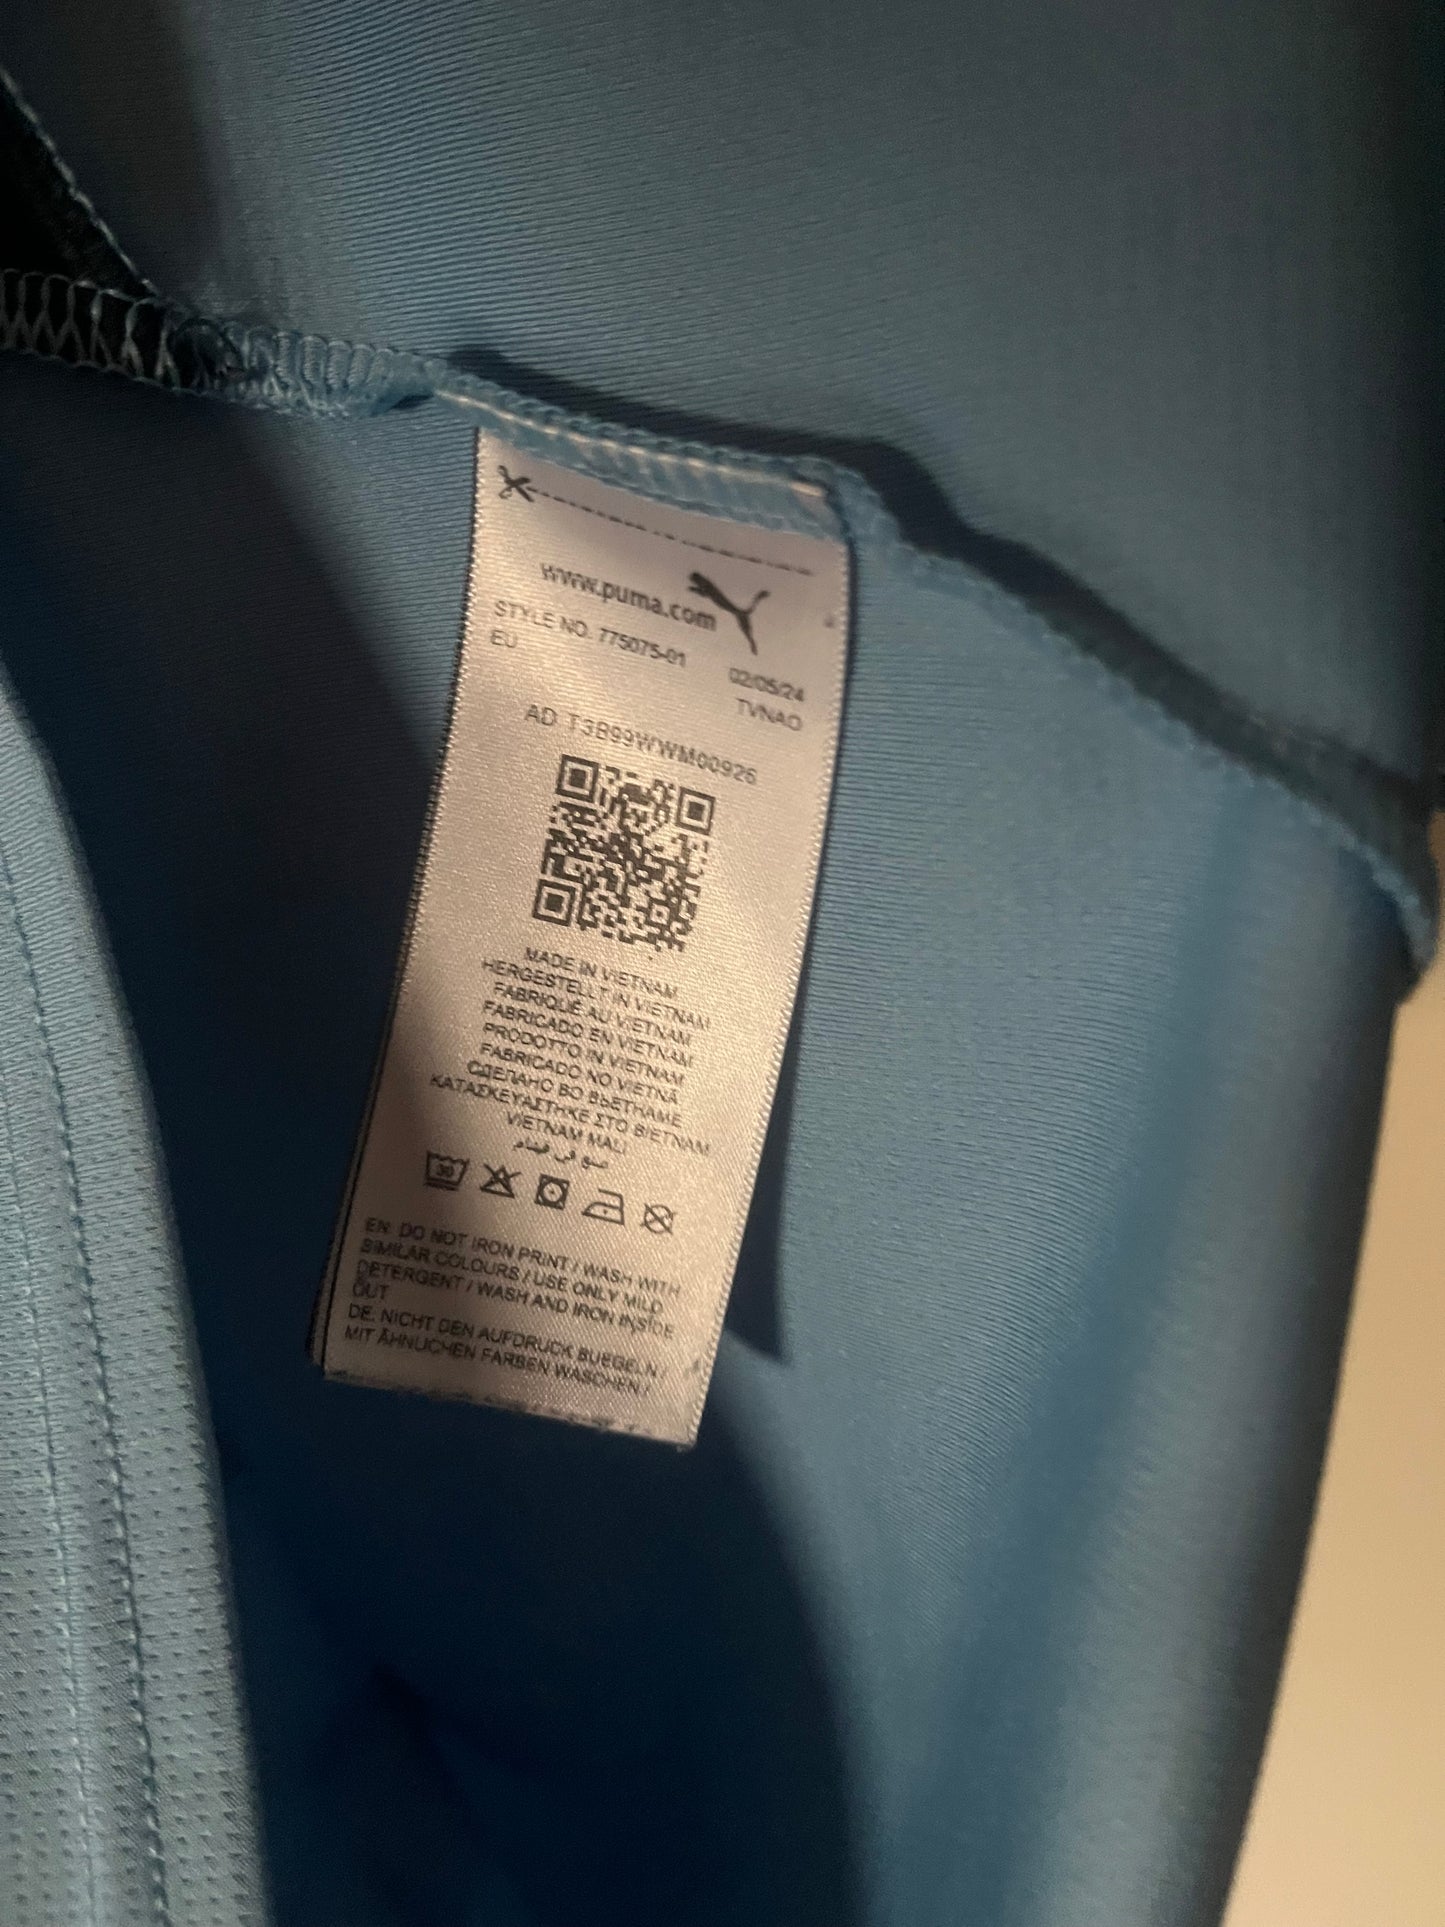 www.puma.com
STYLE NO. 775075-01
EU
02/05/24
TVNAO
AD T3B99WWM00926
MADE IN VIETNAM
HERGESTELLT IN VIETNAM
FABRIQUÉ AU VIETNAM
FABRICADO EN VIETNAM
PRODOTTO IN VIETNAM
FABRICADO NO VIETNÃ
СДЕЛАНО ВО ВЬЕТНАМЕ
ΚΑΤΑΣΚΕΥΑΣΤΗΚΕ ΣΤΟ ΒΙΕΤΝΑΜ
VIETNAM MALI
صنع في فيتنام
30
EN: DO NOT IRON PRINT / WASH WITH
SIMILAR COLOURS / USE ONLY MILD
DETERGENT / WASH AND IRON INSIDE
OUT
DE: NICHT DEN AUFDRUCK BUEGELN /
MIT ÄHNLICHEN FARBEN WASCHEN /